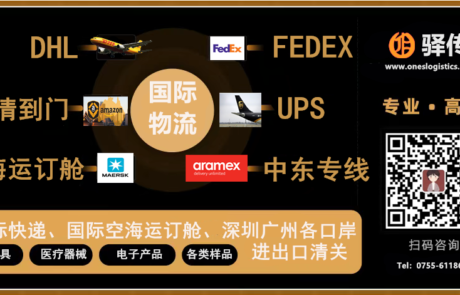 DHL
FedEx
FEDEX
驿传
www.oneslogistics.
清到门
amazon
国际
物流
UPS
专业·高
海运订舱
MAERSK
aramex
delivery unlimited
中东专线
际快递、国际空海运订舱、深圳广州各口岸
具
医疗器械
电子产品
各类样品
进出口清关
扫码咨询
Tel: 0755-6118